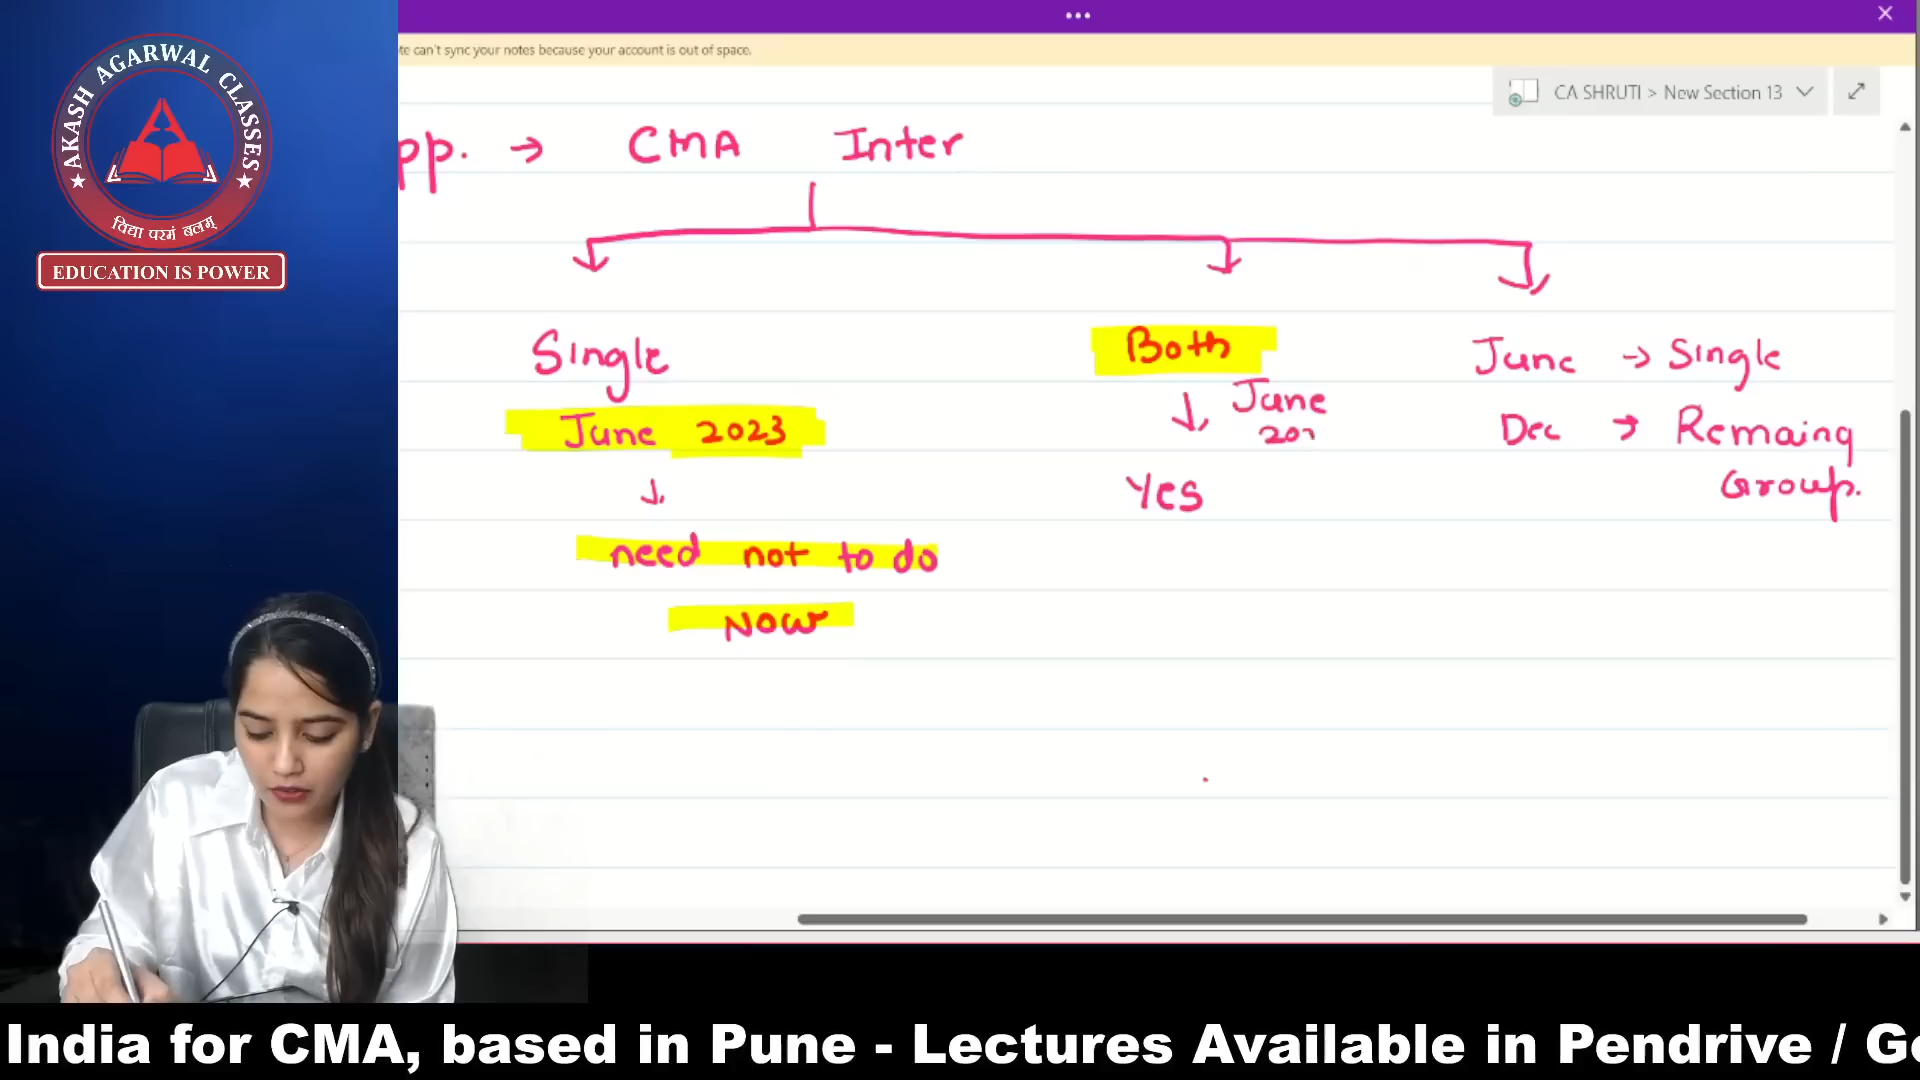 AKASH AGARWAL CLASSES
विद्या परमं बलम्
EDUCATION IS POWER
te can't sync your notes because your account is out of space.
CA SHRUTI > New Section 13
pp. → CMA Inter
Single
June 2023
↓
need not to do
Now
Both
↓ June
202
Yes
June → Single
Dec → Remaing
Group.
India for CMA, based in Pune - Lectures Available in Pendrive / Go